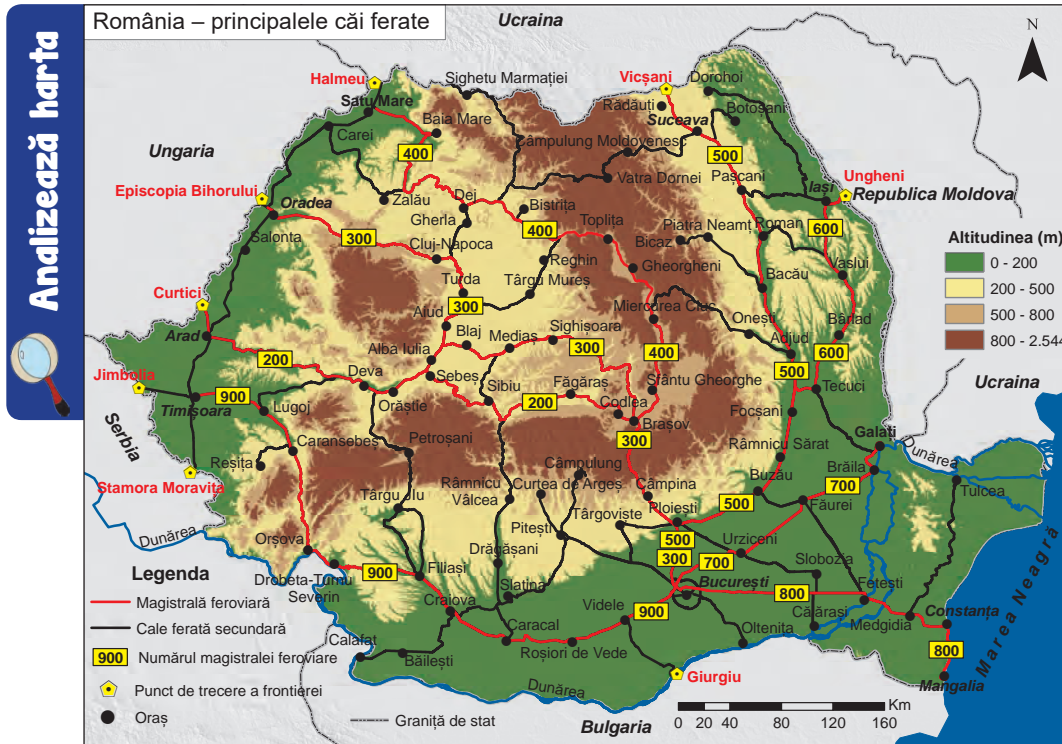 Analizează harta
România – principalele căi ferate
Ucraina
N
Halmeu
Sighetu Marmației
Vicșani
Dorohoi
Satu Mare
Rădăuți
Botoșani
Baia Mare
Suceava
Carei
Câmpulung Moldovenesc
Ungaria
400
500
Ungheni
Episcopia Bihorului
Vatra Dornei
Pașcani
Iași
Republica Moldova
Oradea
Zalău
Dej
Bistrița
Gherla
400
Toplița
Piatra Neamț
Roman
600
300
Salonta
Cluj-Napoca
Bicaz
Altitudinea (m)
Reghin
Gheorgheni
Vaslui
0 - 200
Turda
Târgu Mureș
Bacău
200 - 500
Curtici
300
Miercurea Ciuc
500 - 800
Aiud
Onești
Bârlad
800 - 2.544
Arad
Blaj
Mediaș
Sighișoara
Adjud
300
400
600
Alba Iulia
200
500
Jimbolia
Deva
Sebeș
Sibiu
Făgăraș
Sfântu Gheorghe
Tecuci
Ucraina
900
Orăștie
200
Codlea
Timișoara
Lugoj
Focșani
Brașov
Serbia
Caransebeș
Petroșani
300
Râmnicu Sărat
Galați
Dunărea
Reșița
Câmpulung
Brăila
Stamora Moravița
Râmnicu
Vâlcea
Curtea de Argeș
Câmpina
Buzău
700
Tulcea
Târgu Jiu
500
Făurei
Târgoviște
Ploiești
Dunărea
Pitești
500
Orșova
Drăgășani
300
700
Urziceni
Slobozia
Legenda
Drobeta-Turnu
Severin
900
Filiași
București
Fetești
Slatina
800
Magistrală feroviară
Craiova
Videle
900
Constanța
Cale ferată secundară
Călărași
Medgidia
Marea Neagră
Calafat
Caracal
Oltenița
900
Numărul magistralei feroviare
Băilești
Roșiori de Vede
800
Punct de trecere a frontierei
Giurgiu
Mangalia
Dunărea
Km
Oraș
Graniță de stat
Bulgaria
0 20 40 80 120 160